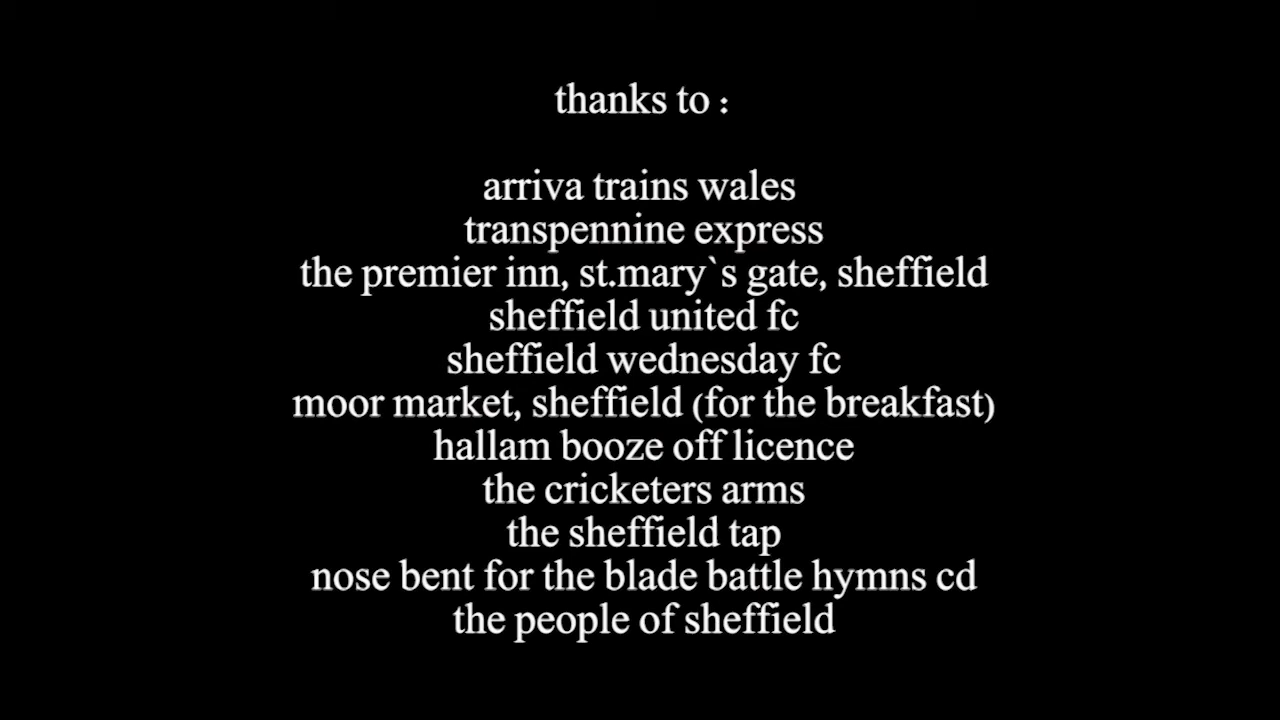 thanks to :
arriva trains wales
transpennine express
the premier inn, st.mary`s gate, sheffield
sheffield united fc
sheffield wednesday fc
moor market, sheffield (for the breakfast)
hallam booze off licence
the cricketers arms
the sheffield tap
nose bent for the blade battle hymns cd
the people of sheffield